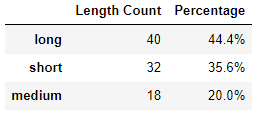 Length Count Percentage
long 40 44.4%
short 32 35.6%
medium 18 20.0%